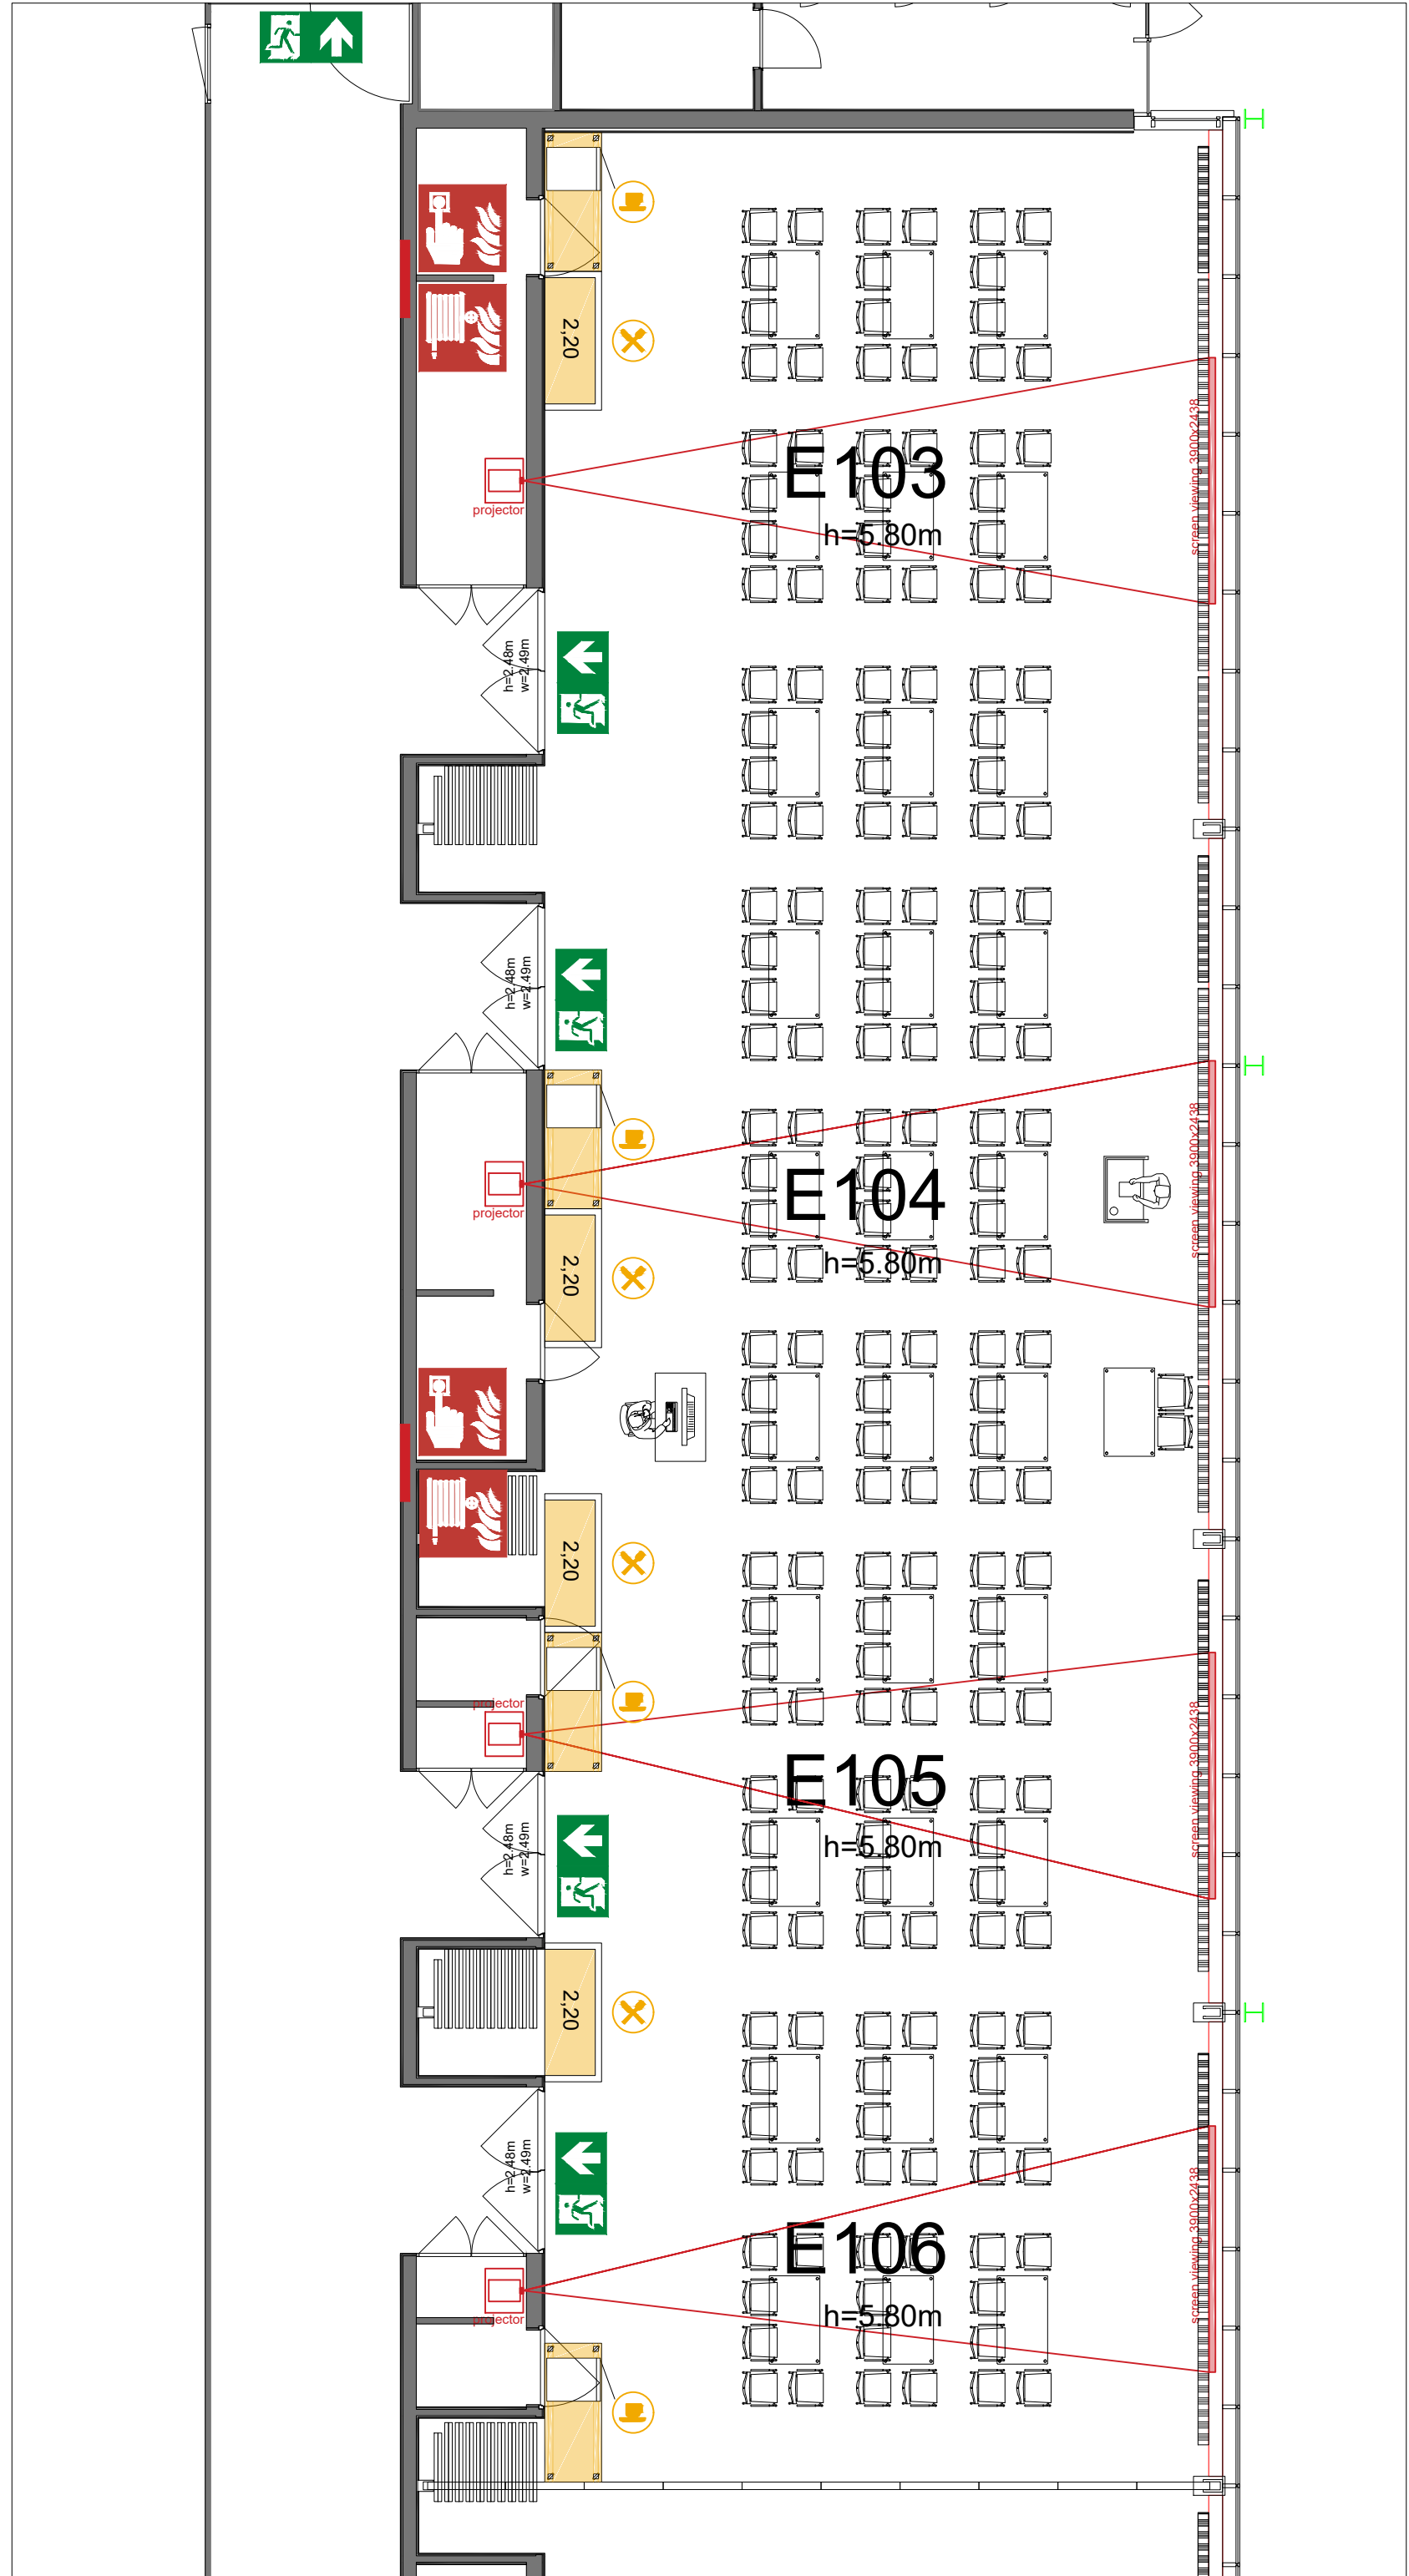 2,20
screen viewing 3900x2438
E103
projector
h=5.80m
h=2.48m
w=2.49m
h=2.48m
w=2.49m
screen viewing 3900x2438
E104
projector
h=5.80m
2,20
2,20
projector
screen viewing 3900x2438
E105
h=5.80m
h=2.48m
w=2.49m
2,20
h=2.48m
w=2.49m
screen viewing 3900x2438
E106
h=5.80m
projector